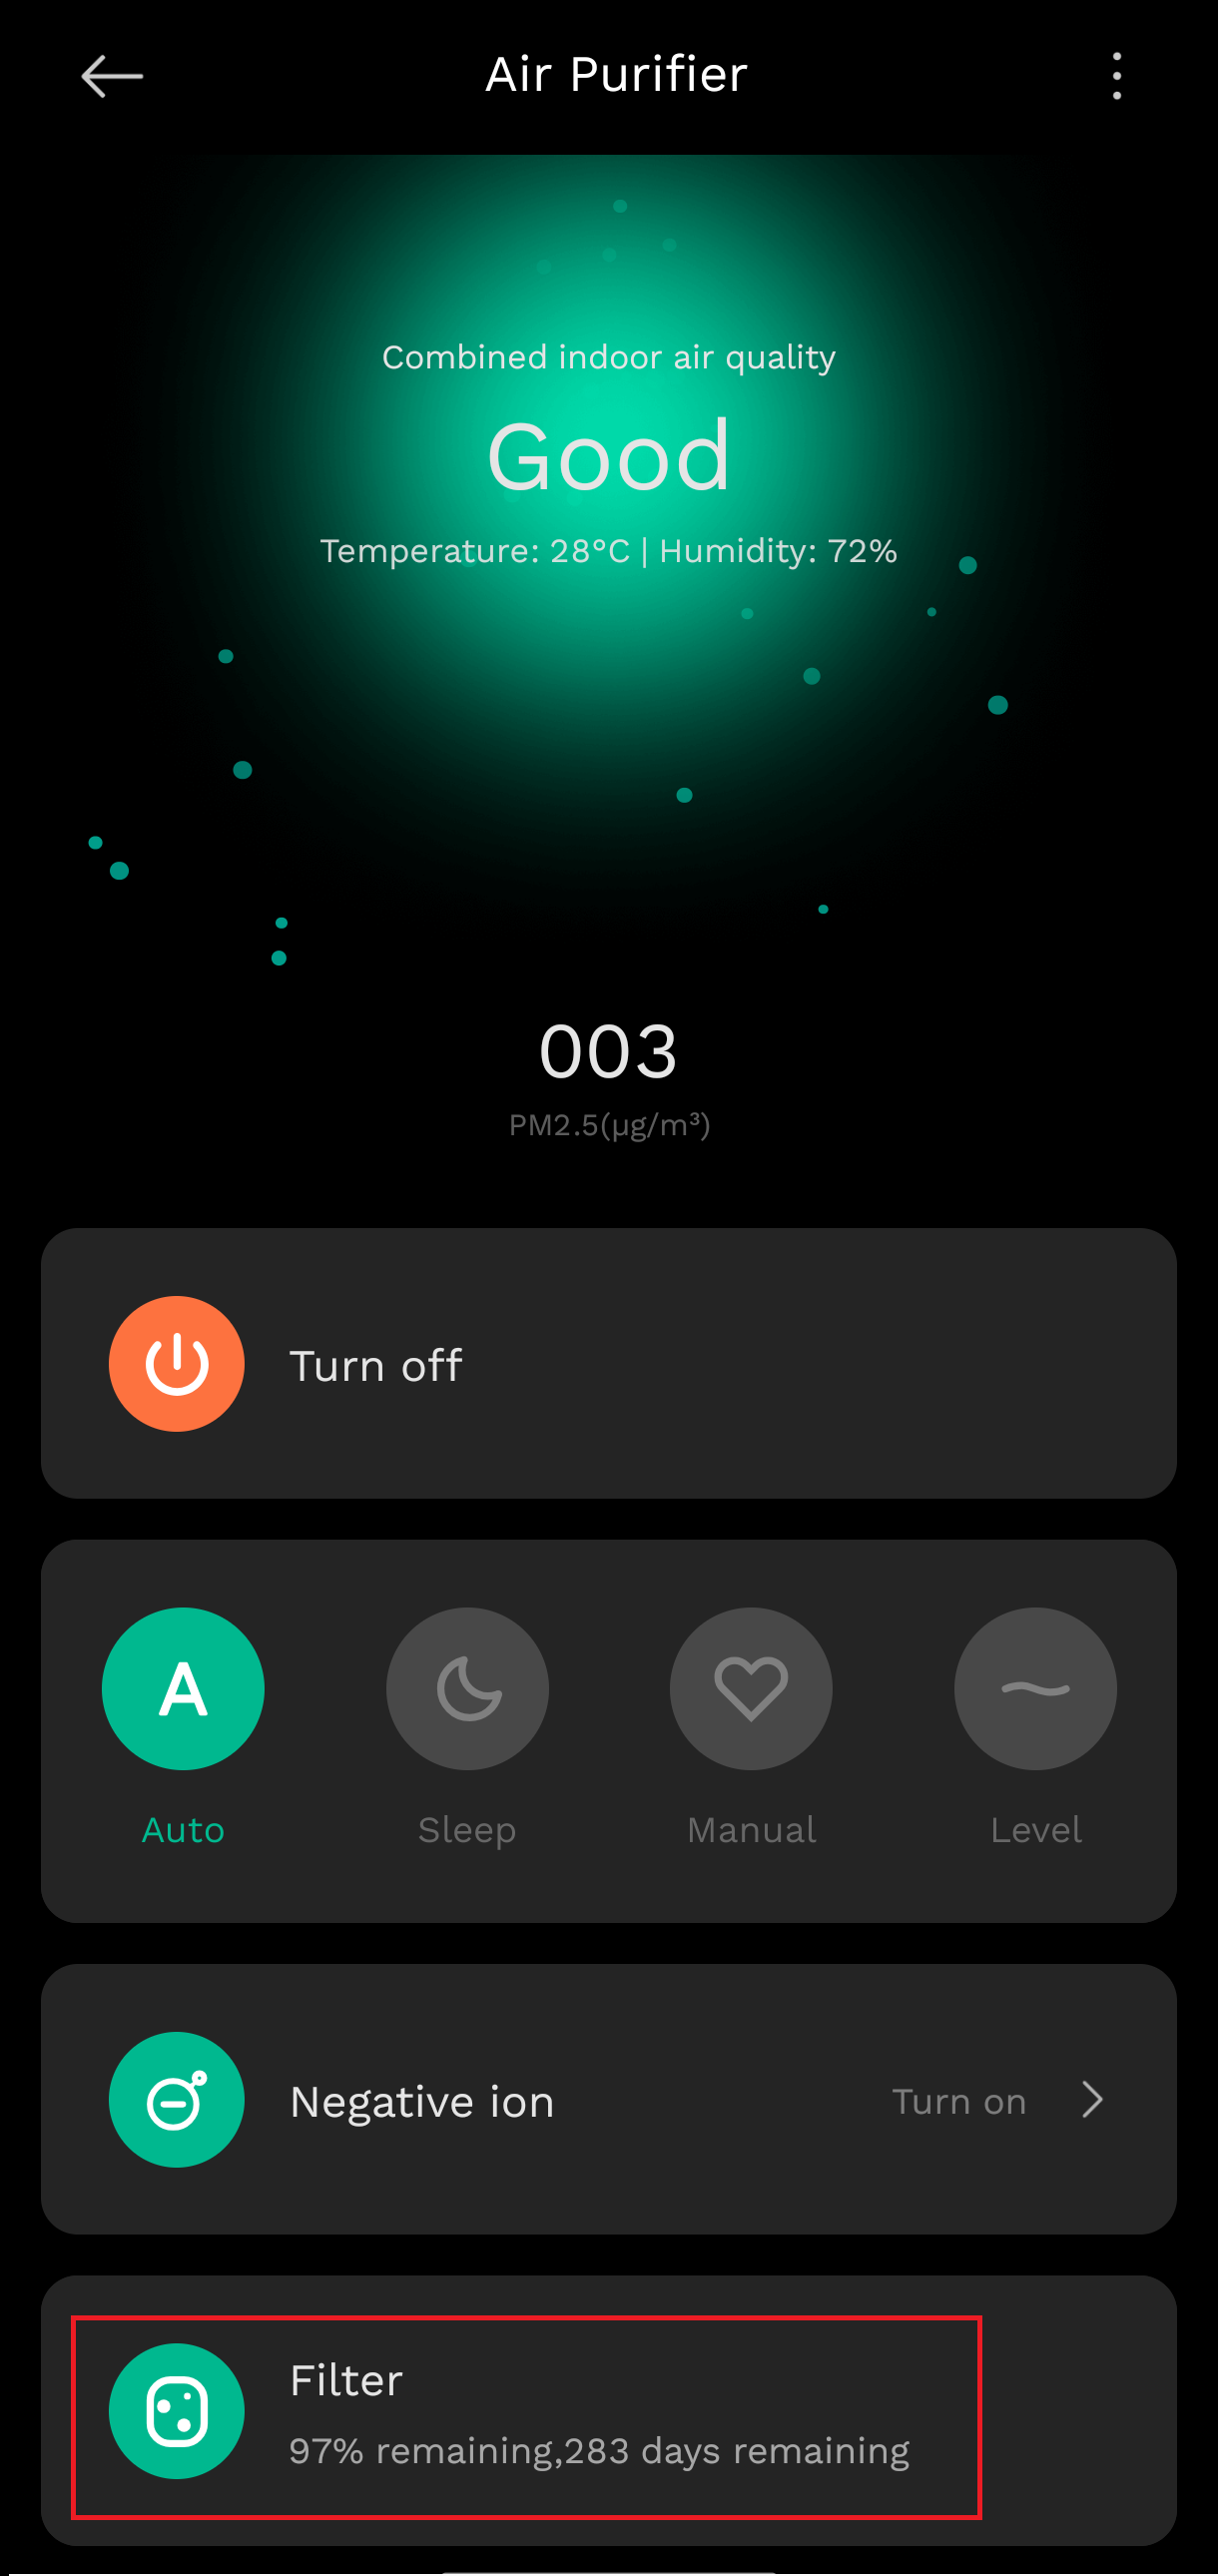 Air Purifier
Combined indoor air quality
Good
Temperature: 28°C | Humidity: 72%
003
PM2.5(µg/m³)
Turn off
A
Auto
Sleep
Manual
Level
Negative ion
Turn on
Filter
97% remaining,283 days remaining